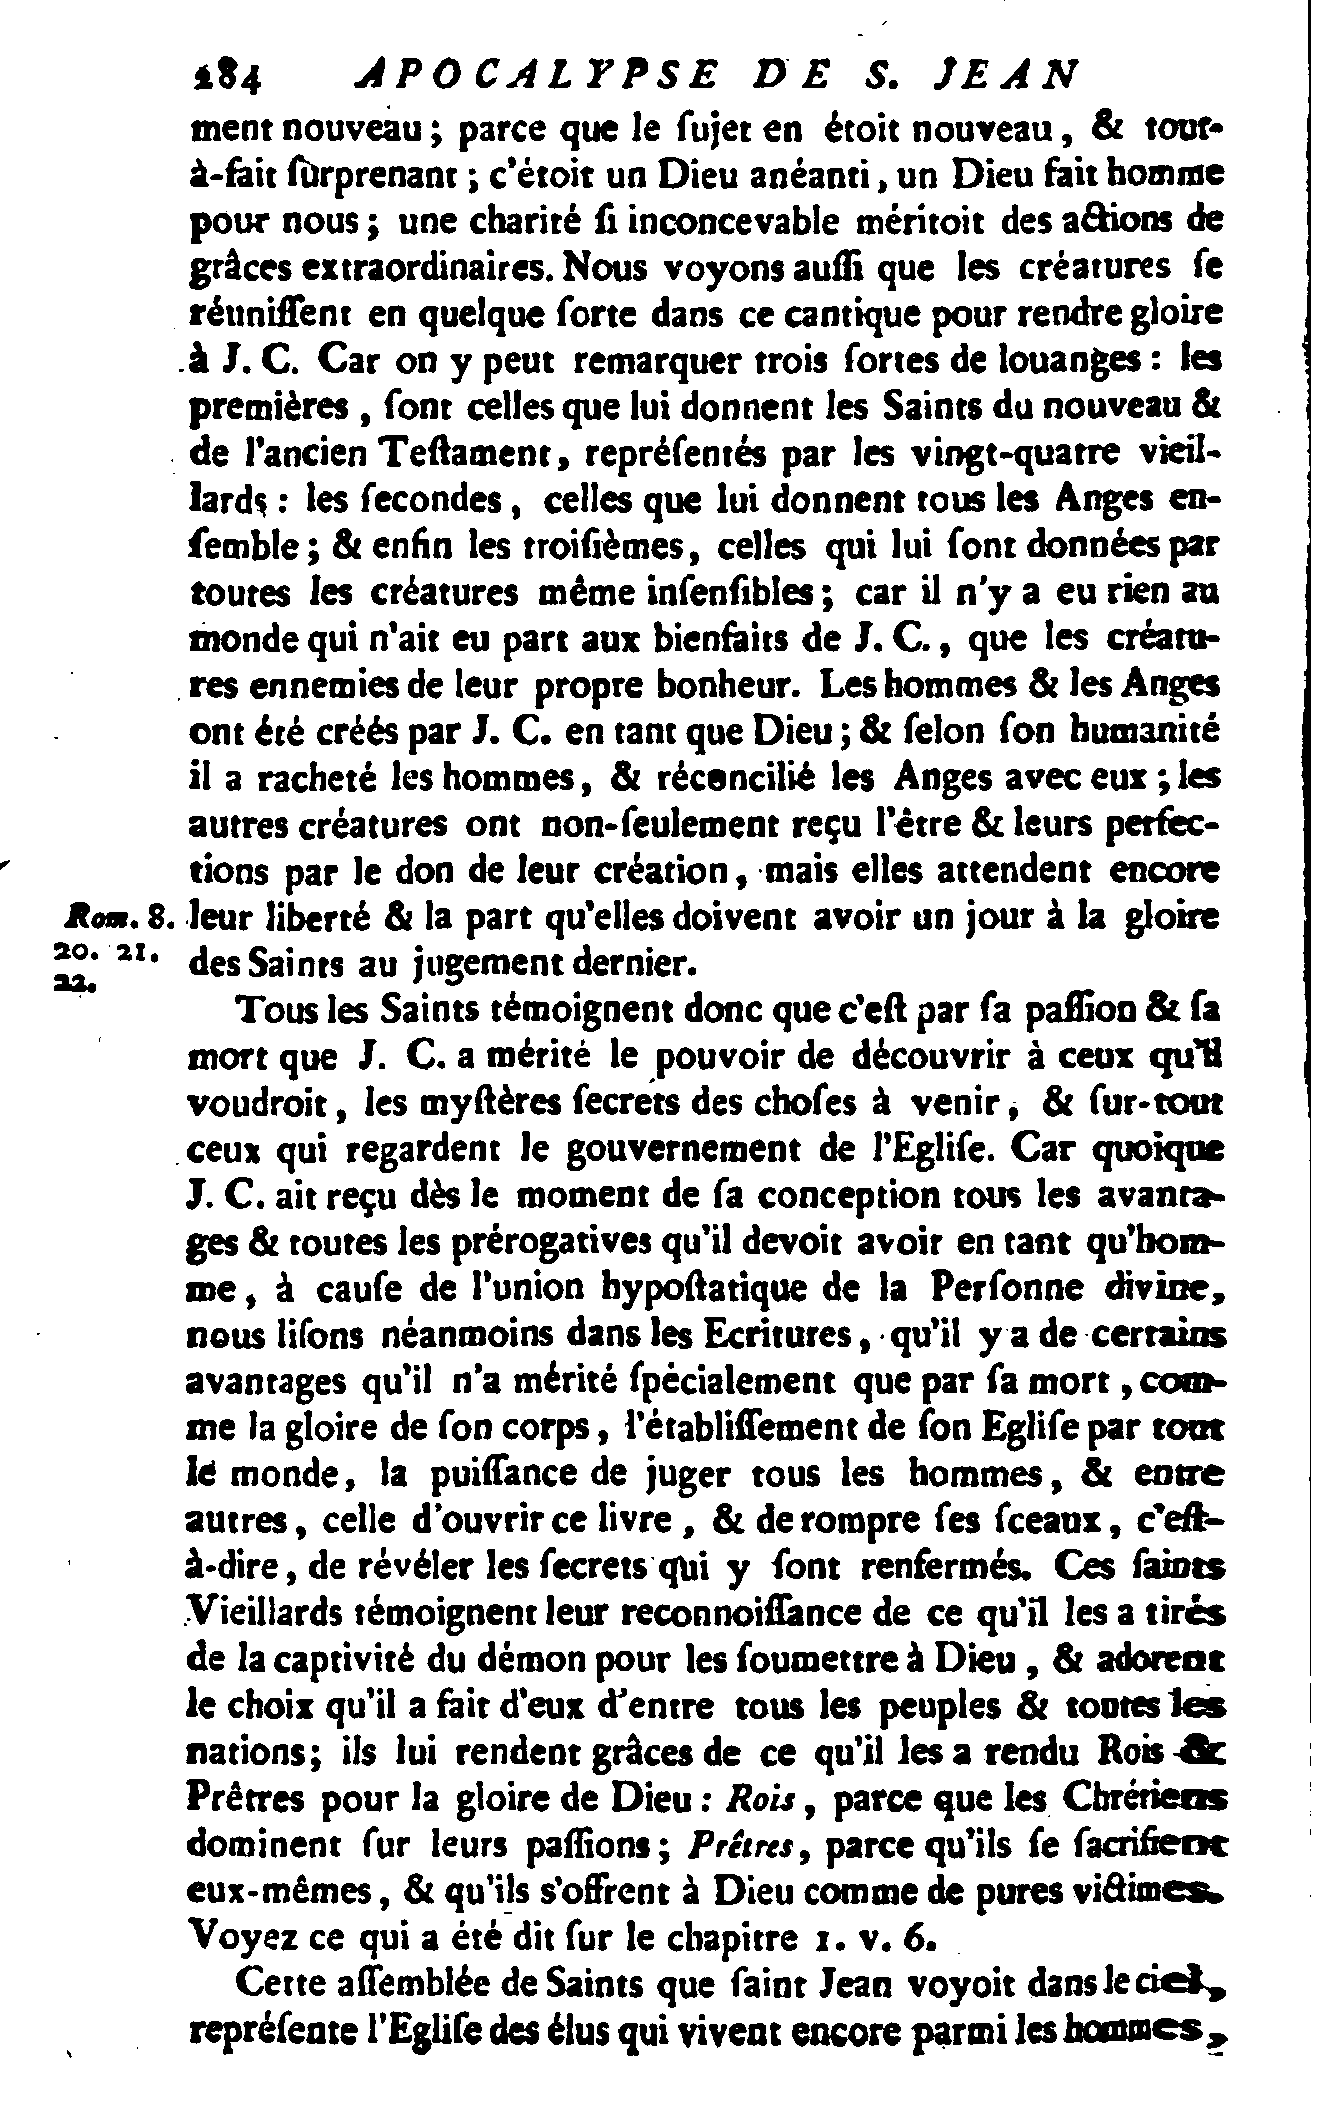 184 APOCALYPSE DE S. JEAN
ment nouveau ; parce que le ſujet en étoit nouveau, & tout-
à-fait ſurprenant ; c'étoit un Dieu anéanti, un Dieu fait homme
pour nous ; une charité ſi inconcevable méritoit des actions de
grâces extraordinaires. Nous voyons auſſi que les créatures ſe
réuniſſent en quelque ſorte dans ce cantique pour rendre gloire
à J. C. Car on y peut remarquer trois ſortes de louanges : les
premières, ſont celles que lui donnent les Saints du nouveau &
de l'ancien Teſtament, repréſentés par les vingt-quatre vieil-
lards : les ſecondes, celles que lui donnent tous les Anges en-
ſemble ; & enfin les troiſièmes, celles qui lui ſont données par
toutes les créatures même inſenſibles ; car il n'y a eu rien au
monde qui n'ait eu part aux bienfaits de J. C., que les créatu-
res ennemies de leur propre bonheur. Les hommes & les Anges
ont été créés par J. C. en tant que Dieu ; & ſelon ſon humanité
il a racheté les hommes, & réconcilié les Anges avec eux ; les
autres créatures ont non-ſeulement reçu l'être & leurs perfec-
tions par le don de leur création, mais elles attendent encore
Rom. 8. leur liberté & la part qu'elles doivent avoir un jour à la gloire
20. 21. des Saints au jugement dernier.
22.
Tous les Saints témoignent donc que c'eſt par ſa paſſion & ſa
mort que J. C. a mérité le pouvoir de découvrir à ceux qu'il
voudroit, les myſtères ſecrets des choſes à venir, & ſur-tout
ceux qui regardent le gouvernement de l'Egliſe. Car quoique
J. C. ait reçu dès le moment de ſa conception tous les avanta-
ges & toutes les prérogatives qu'il devoit avoir en tant qu'hom-
me, à cauſe de l'union hypoſtatique de la Perſonne divine,
nous liſons néanmoins dans les Ecritures, qu'il y a de certains
avantages qu'il n'a mérité ſpécialement que par ſa mort, com-
me la gloire de ſon corps, l'établiſſement de ſon Egliſe par tout
le monde, la puiſſance de juger tous les hommes, & entre
autres, celle d'ouvrir ce livre, & de rompre ſes ſceaux, c'eſt-
à-dire, de révéler les ſecrets qui y ſont renfermés. Ces ſaints
Vieillards témoignent leur reconnoiſſance de ce qu'il les a tirés
de la captivité du démon pour les ſoumettre à Dieu, & adorent
le choix qu'il a fait d'eux d'entre tous les peuples & toutes les
nations ; ils lui rendent grâces de ce qu'il les a rendu Rois &
Prêtres pour la gloire de Dieu : Rois, parce que les Chrétiens
dominent ſur leurs paſſions ; Prêtres, parce qu'ils ſe ſacrifient
eux-mêmes, & qu'ils s'offrent à Dieu comme de pures victimes.
Voyez ce qui a été dit ſur le chapitre 1. v. 6.
Cette aſſemblée de Saints que ſaint Jean voyoit dans le ciel,
repréſente l'Egliſe des élus qui vivent encore parmi les hommes,